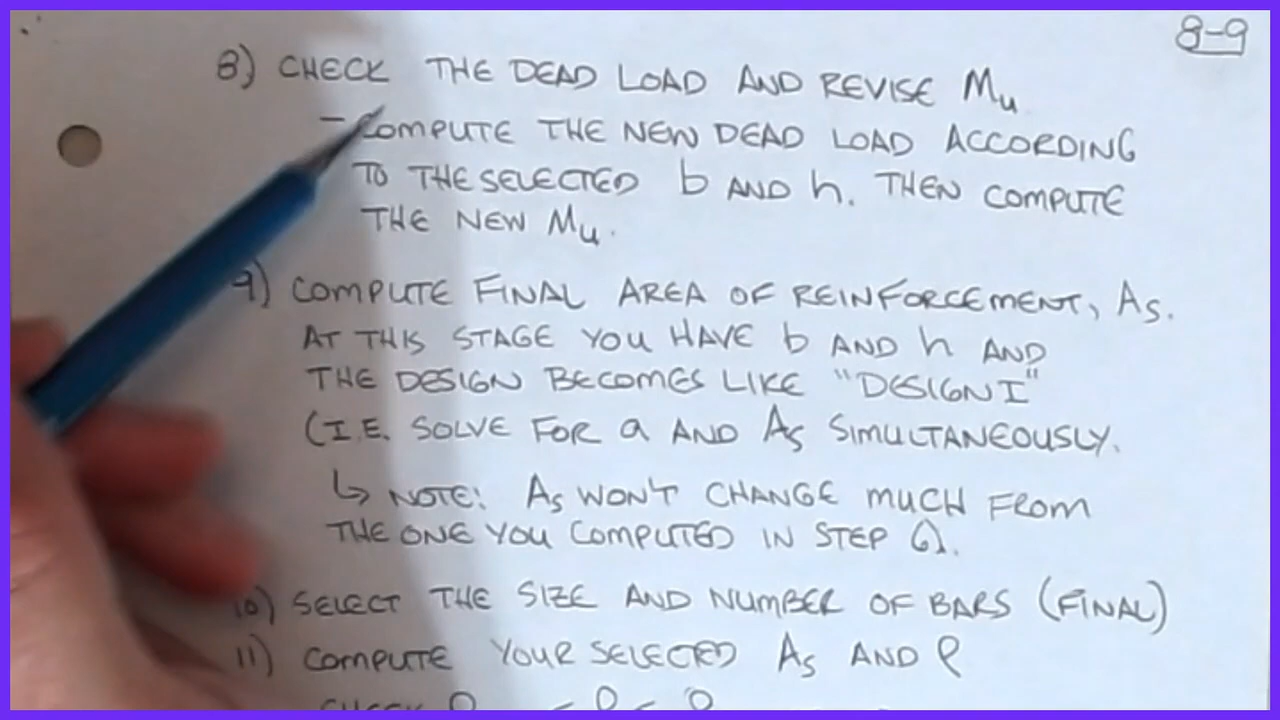 8-9
8) CHECK THE DEAD LOAD AND REVISE Mu
- COMPUTE THE NEW DEAD LOAD ACCORDING
TO THE SELECTED b AND h. THEN COMPUTE
THE NEW Mu.
9) COMPUTE FINAL AREA OF REINFORCEMENT, As.
AT THIS STAGE YOU HAVE b AND h AND
THE DESIGN BECOMES LIKE "DESIGN I"
(I.E. SOLVE FOR a AND As SIMULTANEOUSLY.
↳ NOTE: As WON'T CHANGE MUCH FROM
THE ONE YOU COMPUTED IN STEP 6).
10) SELECT THE SIZE AND NUMBER OF BARS (FINAL)
11) COMPUTE YOUR SELECTED As AND ρ
CHECK ρ < ρ < ρ